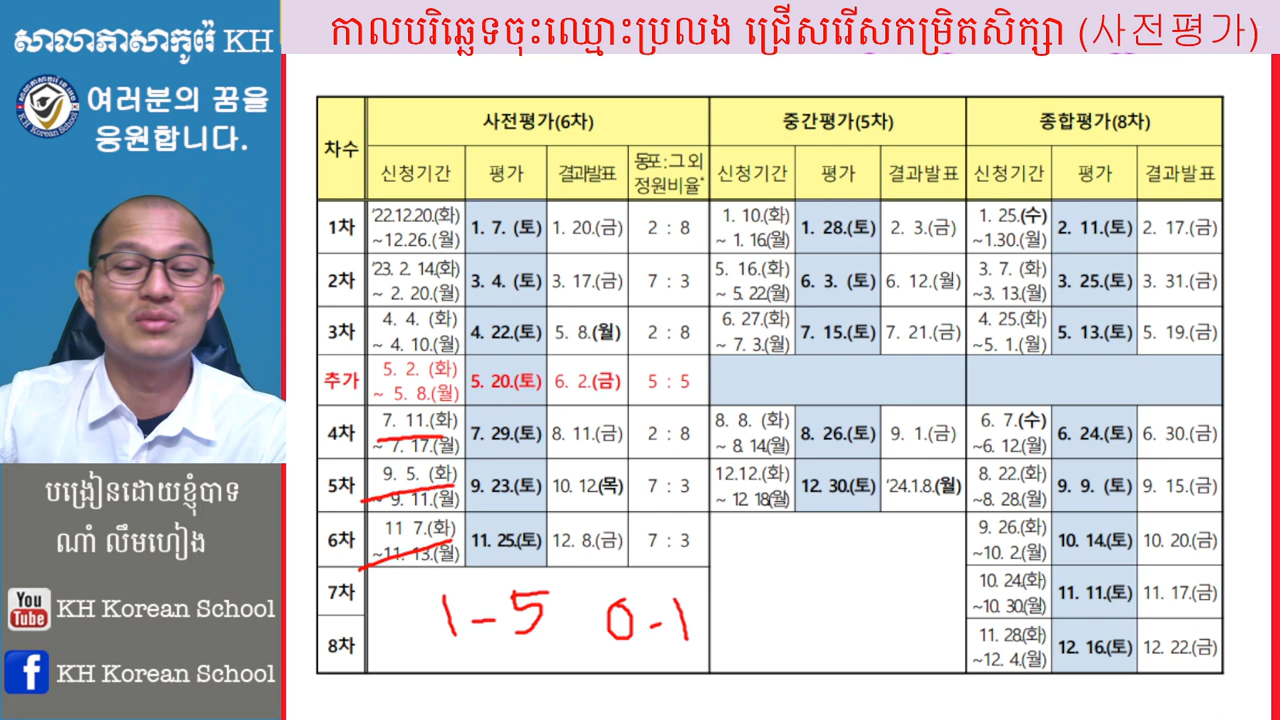 សាលាភាសាកូរ៉េ KH
여러분의 꿈을
응원합니다.
កាលបរិច្ឆេទចុះឈ្មោះប្រលង ជ្រើសរើសកម្រិតសិក្សា (사전평가)
차수 사전평가(6차) 중간평가(5차) 종합평가(8차)
신청기간 평가 결과발표 동포:그외 정원비율* 신청기간 평가 결과발표 신청기간 평가 결과발표
1차 '22.12.20.(화) ~12.26.(월) 1. 7. (토) 1. 20.(금) 2 : 8 1. 10.(화) ~ 1. 16.(월) 1. 28.(토) 2. 3.(금) 1. 25.(수) ~1.30.(월) 2. 11.(토) 2. 17.(금)
2차 '23. 2. 14.(화) ~ 2. 20.(월) 3. 4. (토) 3. 17.(금) 7 : 3 5. 16.(화) ~ 5. 22.(월) 6. 3. (토) 6. 12.(월) 3. 7. (화) ~3. 13.(월) 3. 25.(토) 3. 31.(금)
3차 4. 4. (화) ~ 4. 10.(월) 4. 22.(토) 5. 8.(월) 2 : 8 6. 27.(화) ~ 7. 3.(월) 7. 15.(토) 7. 21.(금) 4. 25.(화) ~5. 1.(월) 5. 13.(토) 5. 19.(금)
추가 5. 2. (화) ~ 5. 8.(월) 5. 20.(토) 6. 2.(금) 5 : 5
4차 7. 11.(화) ~ 7. 17.(월) 7. 29.(토) 8. 11.(금) 2 : 8 8. 8. (화) ~ 8. 14.(월) 8. 26.(토) 9. 1.(금) 6. 7.(수) ~6. 12.(월) 6. 24.(토) 6. 30.(금)
5차 9. 5. (화) ~ 9. 11.(월) 9. 23.(토) 10. 12.(목) 7 : 3 12.12.(화) ~ 12. 18.(월) 12. 30.(토) '24.1.8.(월) 8. 22.(화) ~8. 28.(월) 9. 9. (토) 9. 15.(금)
6차 11 7.(화) ~11. 13.(월) 11. 25.(토) 12. 8.(금) 7 : 3 9. 26.(화) ~10. 2.(월) 10. 14.(토) 10. 20.(금)
7차 10. 24.(화) ~10. 30.(월) 11. 11.(토) 11. 17.(금)
8차 11. 28.(화) ~12. 4.(월) 12. 16.(토) 12. 22.(금)
1-5 0-1
បង្រៀនដោយខ្ញុំបាទ
ណាំ លឹមហៀង
You Tube KH Korean School
f KH Korean School